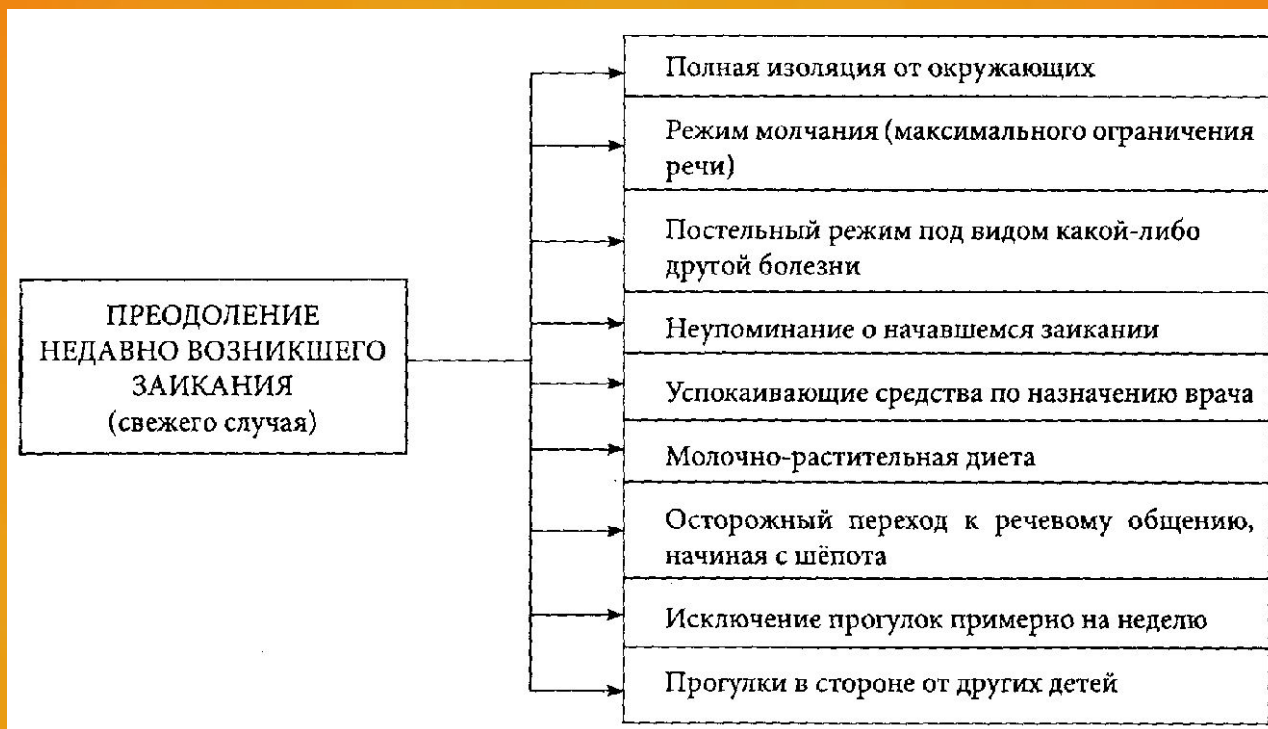 ПРЕОДОЛЕНИЕ
НЕДАВНО ВОЗНИКШЕГО
ЗАИКАНИЯ
(свежего случая)
Полная изоляция от окружающих
Режим молчания (максимального ограничения
речи)
Постельный режим под видом какой-либо
другой болезни
Неупоминание о начавшемся заикании
Успокаивающие средства по назначению врача
Молочно-растительная диета
Осторожный переход к речевому общению,
начиная с шёпота
Исключение прогулок примерно на неделю
Прогулки в стороне от других детей